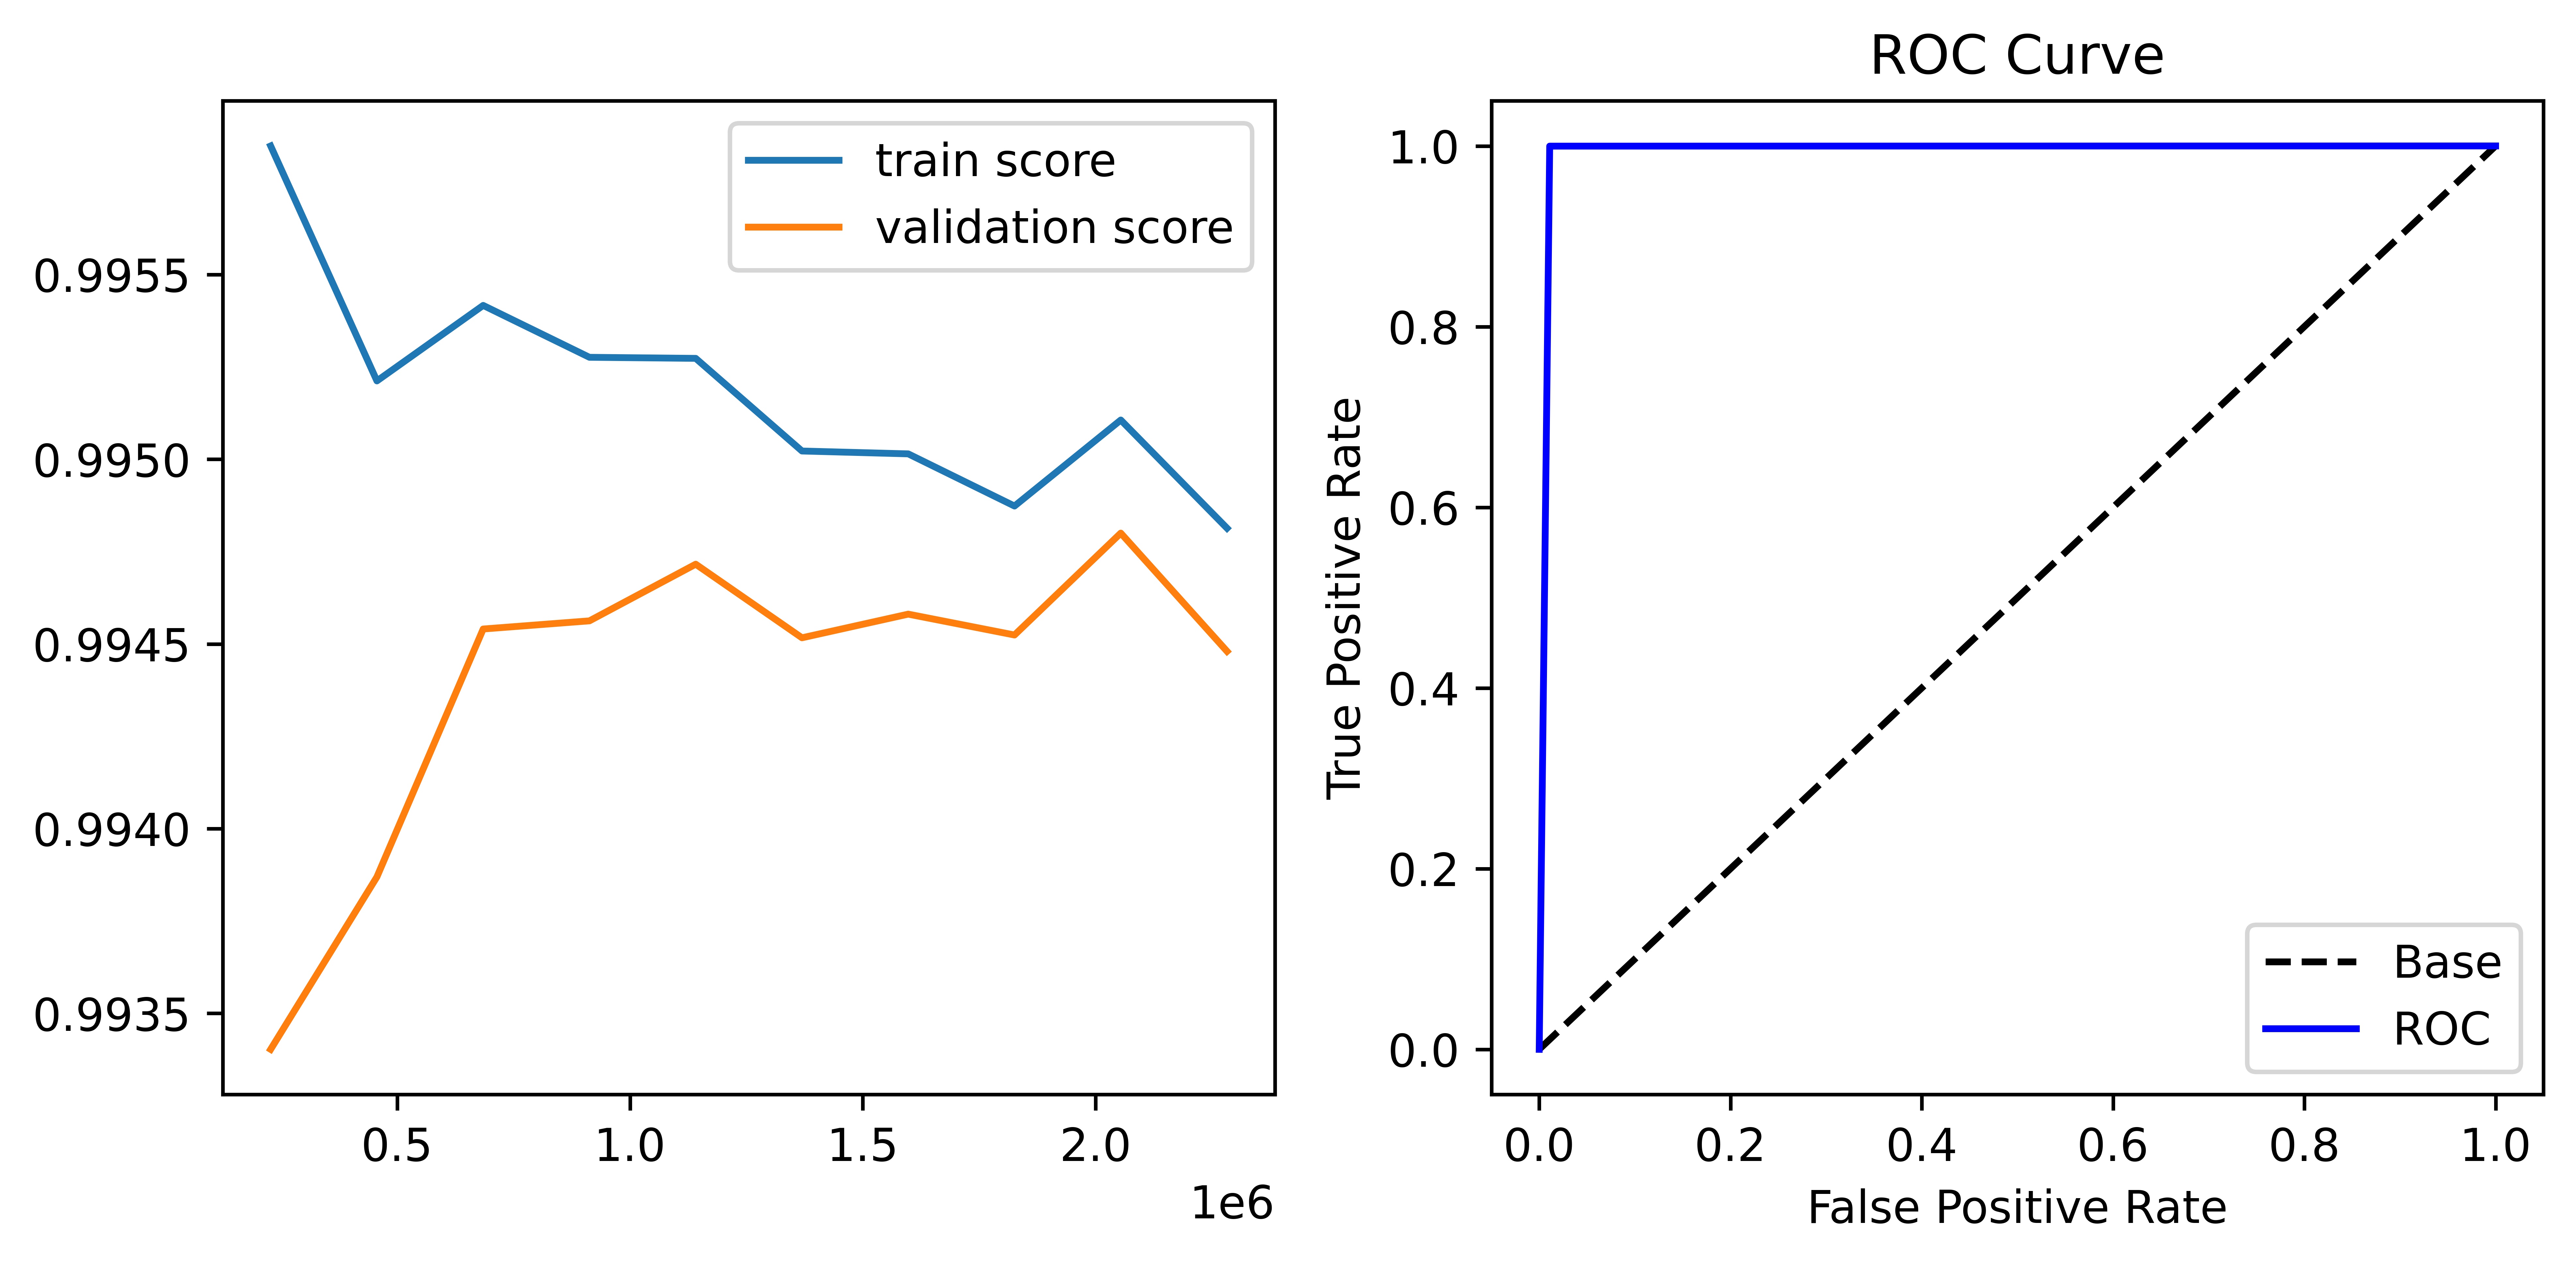 train score
validation score
0.9955
0.9950
0.9945
0.9940
0.9935
0.5
1.0
1.5
2.0
1e6
ROC Curve
True Positive Rate
1.0
0.8
0.6
0.4
0.2
0.0
Base
ROC
0.0
0.2
0.4
0.6
0.8
1.0
False Positive Rate